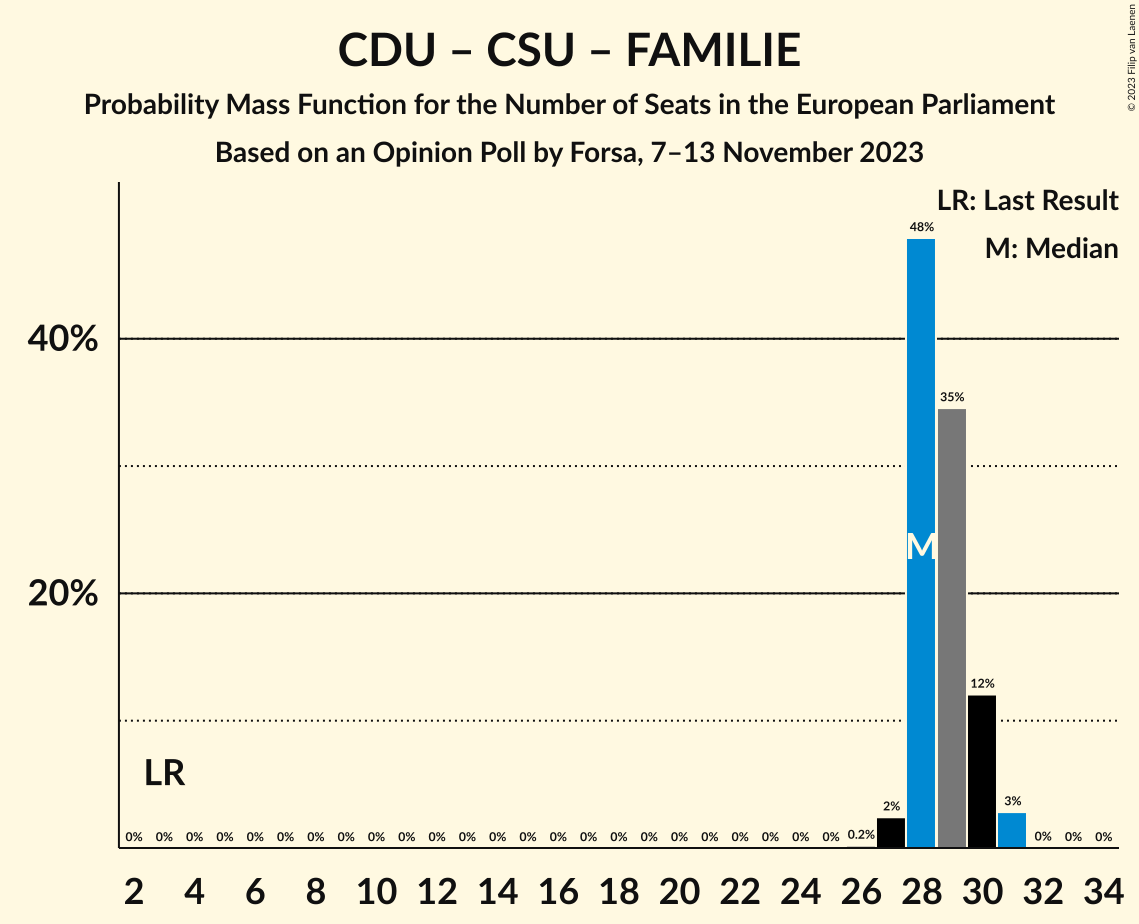 CDU – CSU – FAMILIE
Probability Mass Function for the Number of Seats in the European Parliament
Based on an Opinion Poll by Forsa, 7–13 November 2023
© 2023 Filip van Laenen
LR: Last Result
M: Median
48%
40%
35%
M
20%
12%
LR
2%
3%
0% 0% 0% 0% 0% 0% 0% 0% 0% 0% 0% 0% 0% 0% 0% 0% 0% 0% 0% 0% 0% 0% 0% 0% 0.2% 0% 0% 0%
2 4 6 8 10 12 14 16 18 20 22 24 26 28 30 32 34